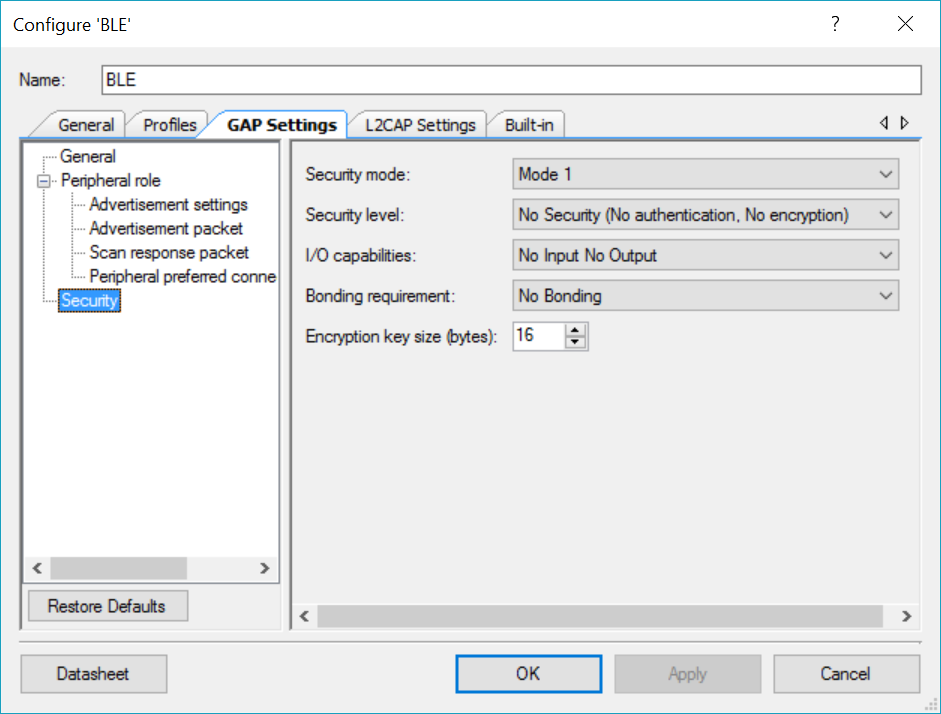 Configure 'BLE'
?
Name: BLE
General Profiles GAP Settings L2CAP Settings Built-in
General
Peripheral role
Advertisement settings
Advertisement packet
Scan response packet
Peripheral preferred conne
Security
Security mode: Mode 1
Security level: No Security (No authentication, No encryption)
I/O capabilities: No Input No Output
Bonding requirement: No Bonding
Encryption key size (bytes): 16
Restore Defaults
Datasheet OK Apply Cancel